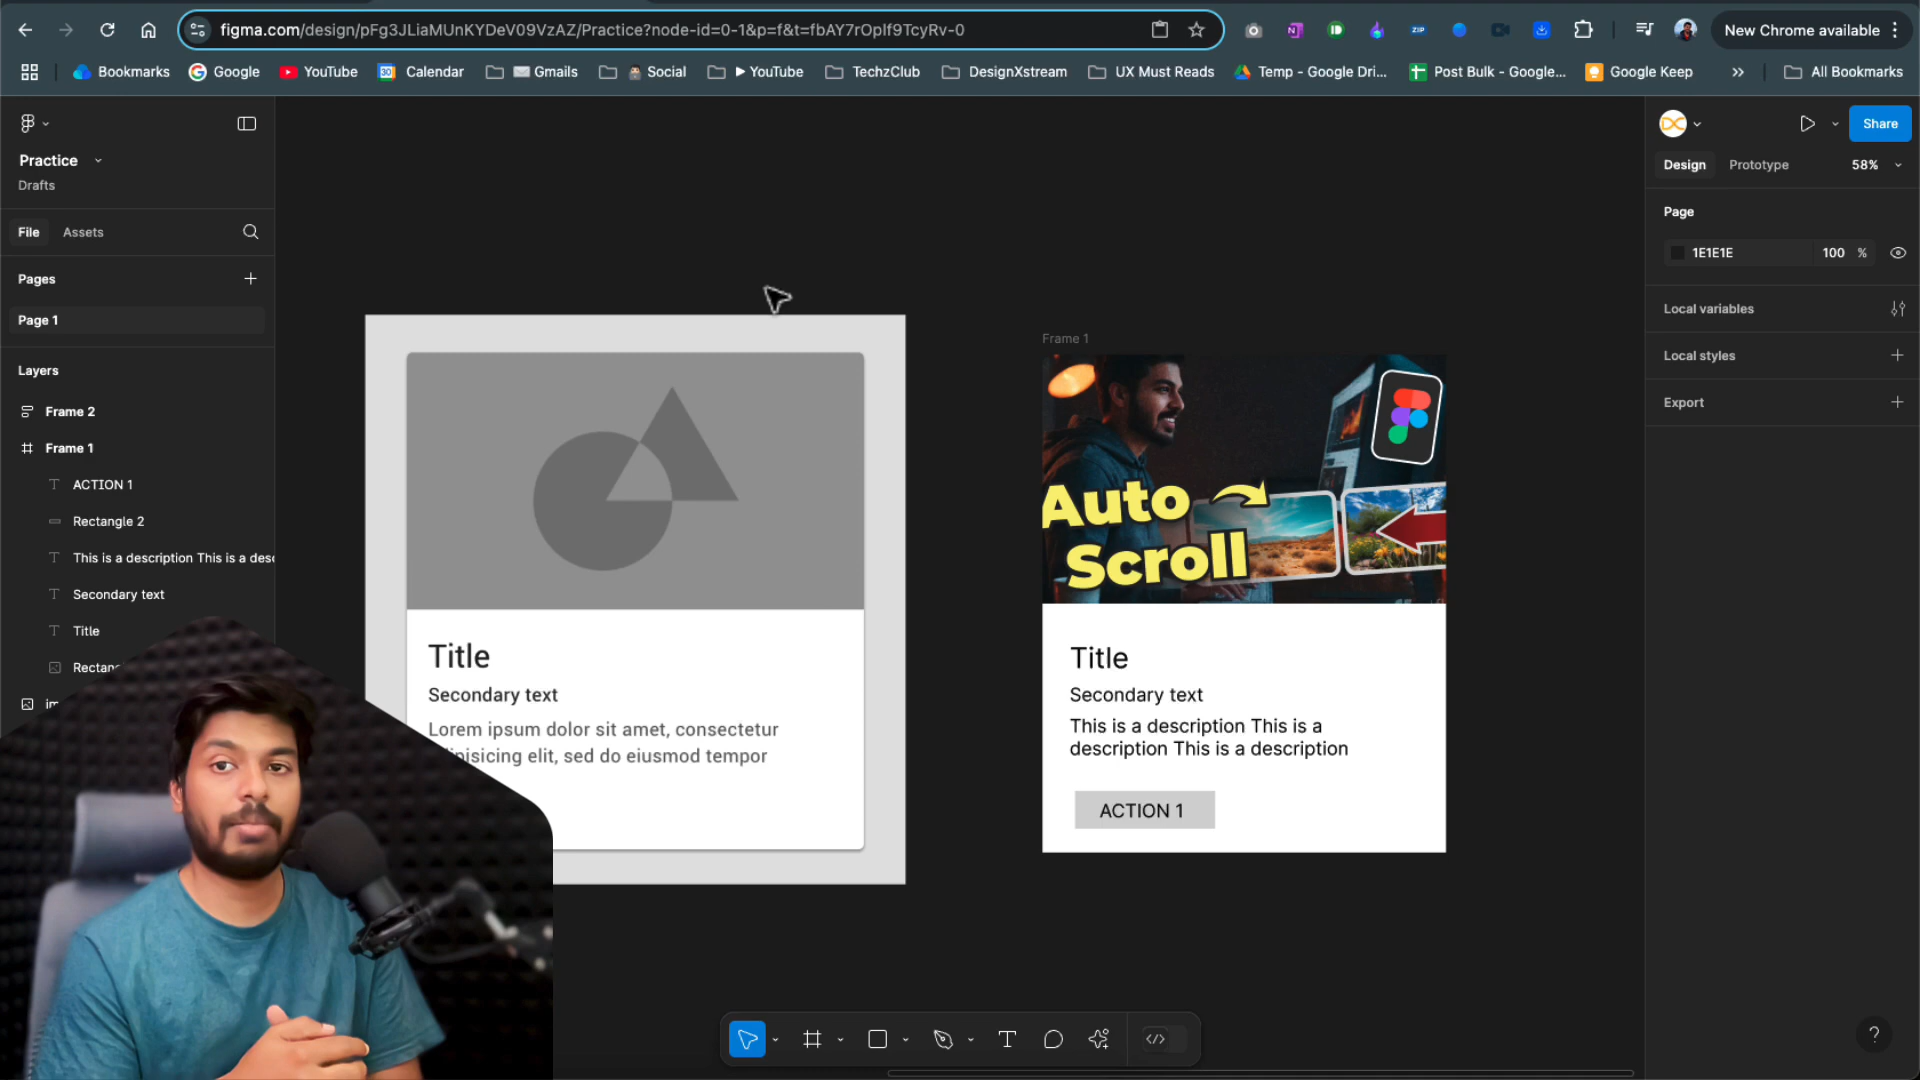 figma.com/design/pFg3JLiaMUnKYDeV09VzAZ/Practice?node-id=0-1&p=f&t=fbAY7rOpIf9TcyRv-0
New Chrome available
Bookmarks
Google
YouTube
Calendar
Gmails
Social
YouTube
TechzClub
DesignXstream
UX Must Reads
Temp - Google Dri...
Post Bulk - Google...
Google Keep
All Bookmarks
Practice
Drafts
File
Assets
Pages
Page 1
Layers
Frame 2
Frame 1
ACTION 1
Rectangle 2
This is a description This is a desc
Secondary text
Title
Title
Secondary text
Lorem ipsum dolor sit amet, consectetur
elit, sed do eiusmod tempor
Frame 1
Auto
Scroll
Title
Secondary text
This is a description This is a
description This is a description
ACTION 1
Share
Design
Prototype
58%
Page
1E1E1E
100 %
Local variables
Local styles
Export